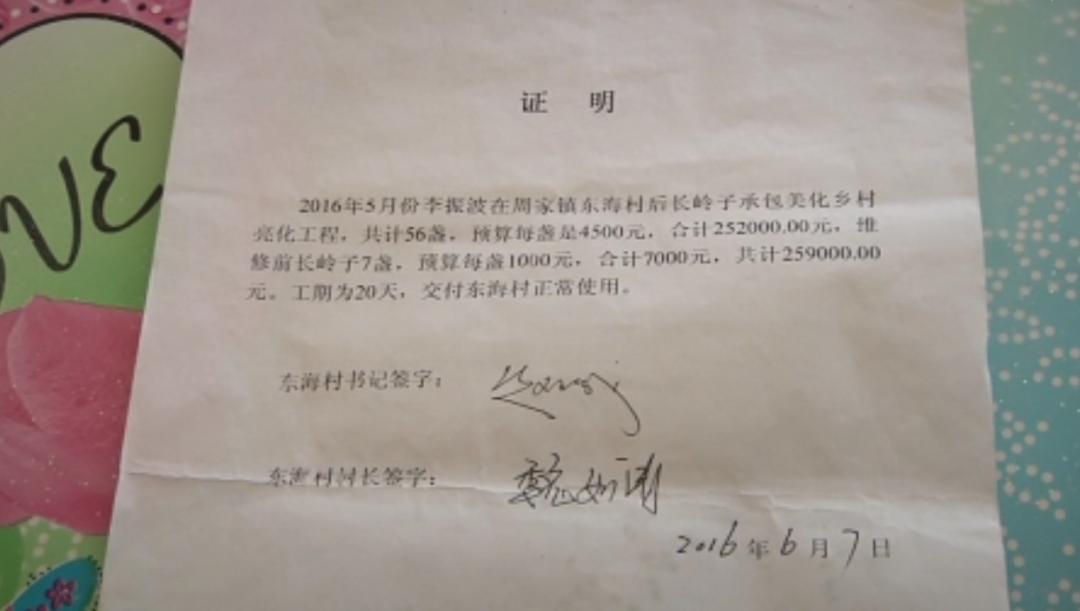 证 明
2016年5月份李振波在周家镇东海村后长岭子承包美化乡村
亮化工程，共计56盏，预算每盏是4500元，合计252000.00元，维
修前长岭子7盏，预算每盏1000元，合计7000元，共计259000.00
元。工期为20天，交付东海村正常使用。
东海村书记签字：
东海村村长签字：
2016年6月7日